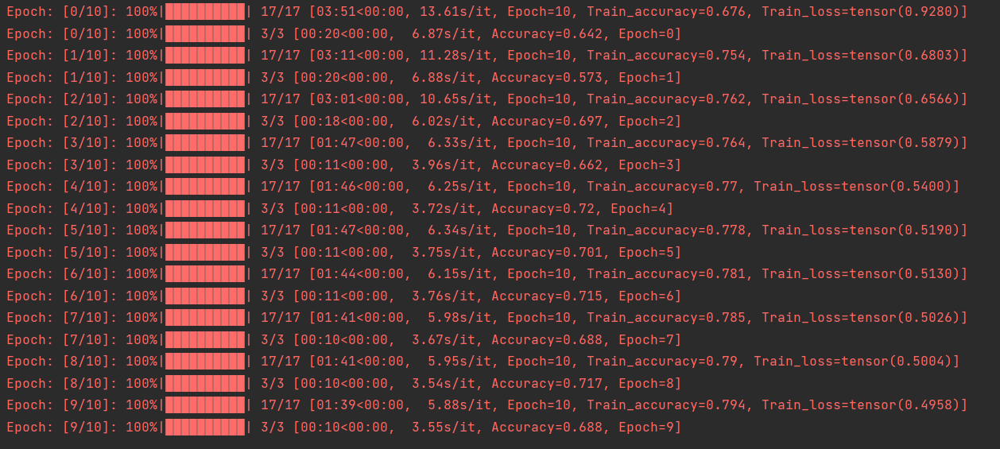 Epoch: [0/10]: 100%|██████████| 17/17 [03:51<00:00, 13.61s/it, Epoch=10, Train_accuracy=0.676, Train_loss=tensor(0.9280)]
Epoch: [0/10]: 100%|██████████| 3/3 [00:20<00:00,  6.87s/it, Accuracy=0.642, Epoch=0]
Epoch: [1/10]: 100%|██████████| 17/17 [03:11<00:00, 11.28s/it, Epoch=10, Train_accuracy=0.754, Train_loss=tensor(0.6803)]
Epoch: [1/10]: 100%|██████████| 3/3 [00:20<00:00,  6.88s/it, Accuracy=0.573, Epoch=1]
Epoch: [2/10]: 100%|██████████| 17/17 [03:01<00:00, 10.65s/it, Epoch=10, Train_accuracy=0.762, Train_loss=tensor(0.6566)]
Epoch: [2/10]: 100%|██████████| 3/3 [00:18<00:00,  6.02s/it, Accuracy=0.697, Epoch=2]
Epoch: [3/10]: 100%|██████████| 17/17 [01:47<00:00,  6.33s/it, Epoch=10, Train_accuracy=0.764, Train_loss=tensor(0.5879)]
Epoch: [3/10]: 100%|██████████| 3/3 [00:11<00:00,  3.96s/it, Accuracy=0.662, Epoch=3]
Epoch: [4/10]: 100%|██████████| 17/17 [01:46<00:00,  6.25s/it, Epoch=10, Train_accuracy=0.77, Train_loss=tensor(0.5400)]
Epoch: [4/10]: 100%|██████████| 3/3 [00:11<00:00,  3.72s/it, Accuracy=0.72, Epoch=4]
Epoch: [5/10]: 100%|██████████| 17/17 [01:47<00:00,  6.34s/it, Epoch=10, Train_accuracy=0.778, Train_loss=tensor(0.5190)]
Epoch: [5/10]: 100%|██████████| 3/3 [00:11<00:00,  3.75s/it, Accuracy=0.701, Epoch=5]
Epoch: [6/10]: 100%|██████████| 17/17 [01:44<00:00,  6.15s/it, Epoch=10, Train_accuracy=0.781, Train_loss=tensor(0.5130)]
Epoch: [6/10]: 100%|██████████| 3/3 [00:11<00:00,  3.76s/it, Accuracy=0.715, Epoch=6]
Epoch: [7/10]: 100%|██████████| 17/17 [01:41<00:00,  5.98s/it, Epoch=10, Train_accuracy=0.785, Train_loss=tensor(0.5026)]
Epoch: [7/10]: 100%|██████████| 3/3 [00:10<00:00,  3.67s/it, Accuracy=0.688, Epoch=7]
Epoch: [8/10]: 100%|██████████| 17/17 [01:41<00:00,  5.95s/it, Epoch=10, Train_accuracy=0.79, Train_loss=tensor(0.5004)]
Epoch: [8/10]: 100%|██████████| 3/3 [00:10<00:00,  3.54s/it, Accuracy=0.717, Epoch=8]
Epoch: [9/10]: 100%|██████████| 17/17 [01:39<00:00,  5.88s/it, Epoch=10, Train_accuracy=0.794, Train_loss=tensor(0.4958)]
Epoch: [9/10]: 100%|██████████| 3/3 [00:10<00:00,  3.55s/it, Accuracy=0.688, Epoch=9]